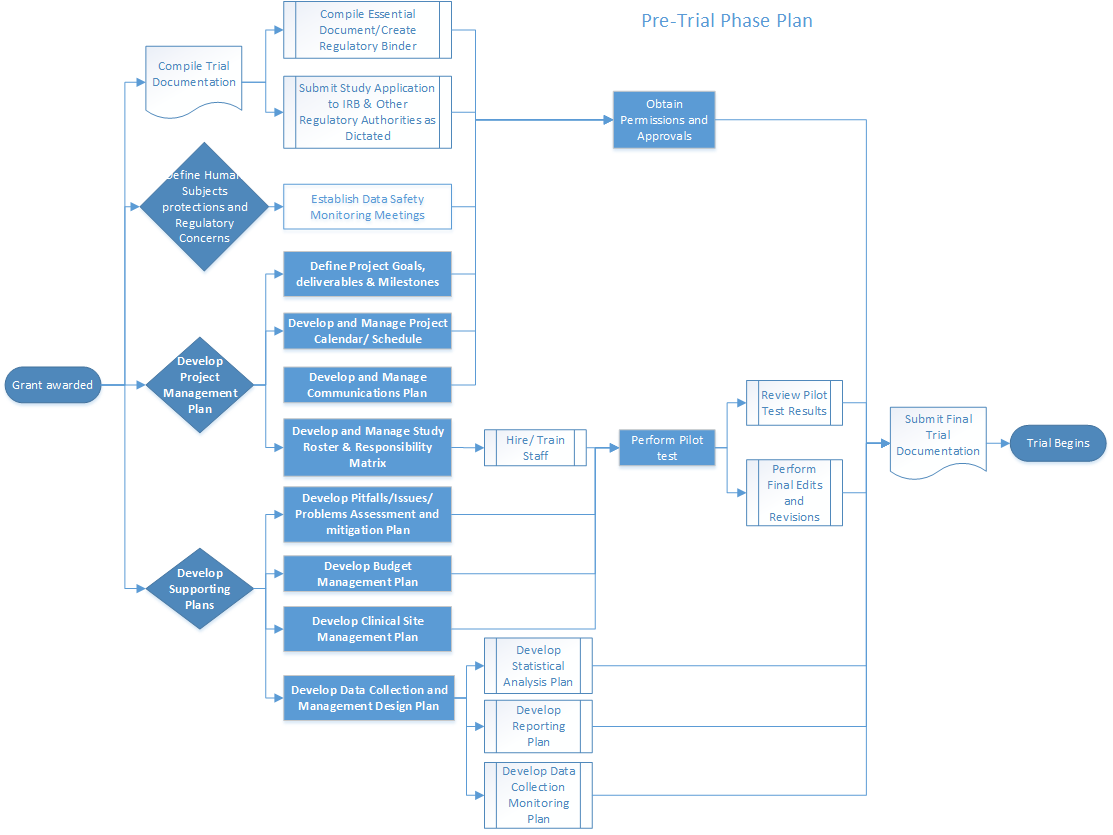 Pre-Trial Phase Plan
Compile Essential
Document/Create
Regulatory Binder
Compile Trial
Documentation
Submit Study Application
to IRB & Other
Regulatory Authorities as
Dictated
Obtain
Permissions and
Approvals
Define Human
Subjects
protections and
Regulatory
Concerns
Establish Data Safety
Monitoring Meetings
Define Project Goals,
deliverables & Milestones
Develop and Manage Project
Calendar/ Schedule
Grant awarded
Develop
Project
Management
Plan
Develop and Manage
Communications Plan
Develop and Manage Study
Roster & Responsibility
Matrix
Hire/ Train
Staff
Perform Pilot
test
Review Pilot
Test Results
Perform
Final Edits
and
Revisions
Submit Final
Trial
Documentation
Trial Begins
Develop Pitfalls/Issues/
Problems Assessment and
mitigation Plan
Develop
Supporting
Plans
Develop Budget
Management Plan
Develop Clinical Site
Management Plan
Develop Data Collection and
Management Design Plan
Develop
Statistical
Analysis Plan
Develop
Reporting
Plan
Develop Data
Collection
Monitoring
Plan